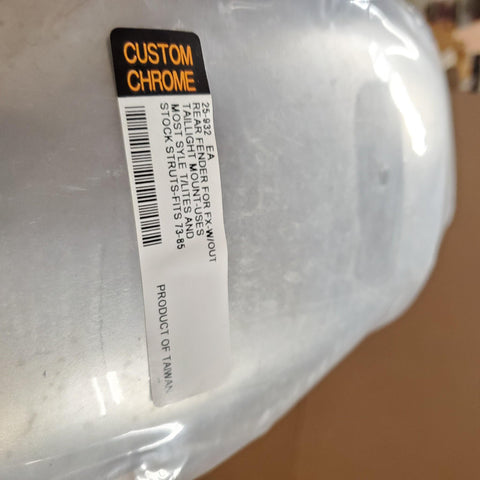 CUSTOM
CHROME
25-932 EA
REAR FENDER FOR FX-W/OUT
TAILLIGHT MOUNT-USES
MOST SYLE T/LITES AND
STOCK STRUTS-FITS 73-85
PRODUCT OF TAIWAN